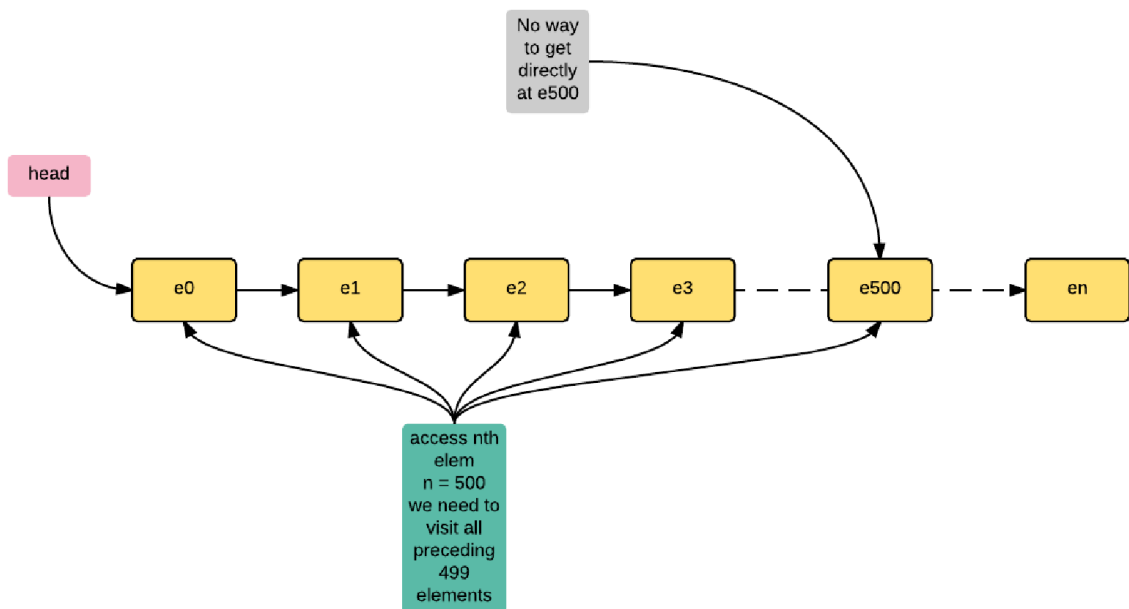 No way
to get
directly
at e500
head
e0
e1
e2
e3
e500
en
access nth
elem
n = 500
we need to
visit all
preceding
499
elements